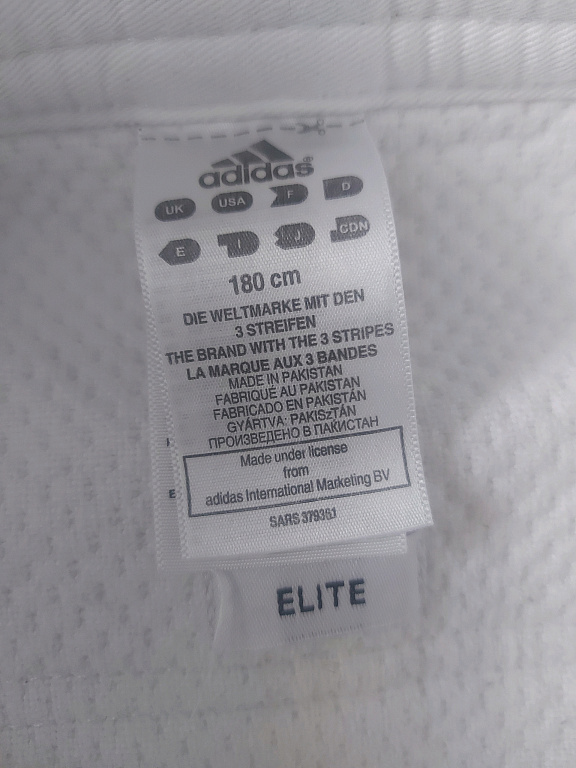 adidas®
UK USA F D
E I J CDN
180 cm
DIE WELTMARKE MIT DEN
3 STREIFEN
THE BRAND WITH THE 3 STRIPES
LA MARQUE AUX 3 BANDES
MADE IN PAKISTAN
FABRIQUÉ AU PAKISTAN
FABRICADO EN PAKISTÁN
GYÁRTVA: PAKISzTÁN
ПРОИЗВЕДЕНО В ПАКИСТАН
Made under license
from
adidas International Marketing BV
SARS 379361
ELITE